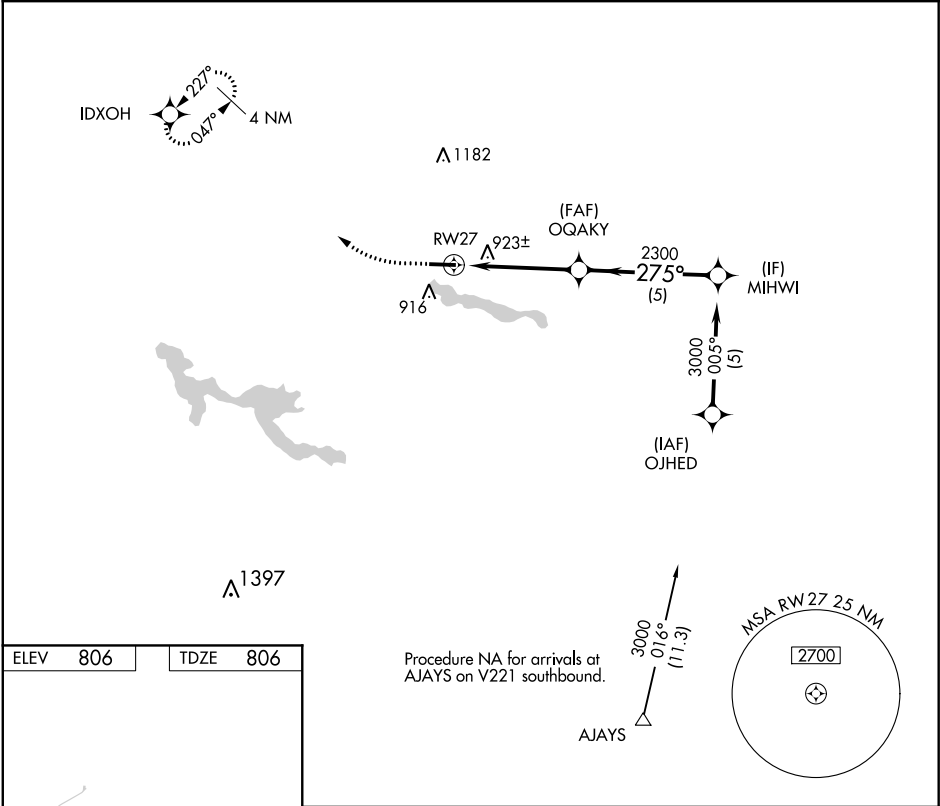 IDXOH
227°
047°
4 NM
1182
(FAF)
OQAKY
RW27
923±
2300
275°
(5)
(IF)
MIHWI
916
3000
005°
(5)
(IAF)
OJHED
1397
MSA RW27 25 NM
2700
3000
016°
(11.3)
AJAYS
Procedure NA for arrivals at
AJAYS on V221 southbound.
ELEV 806
TDZE 806